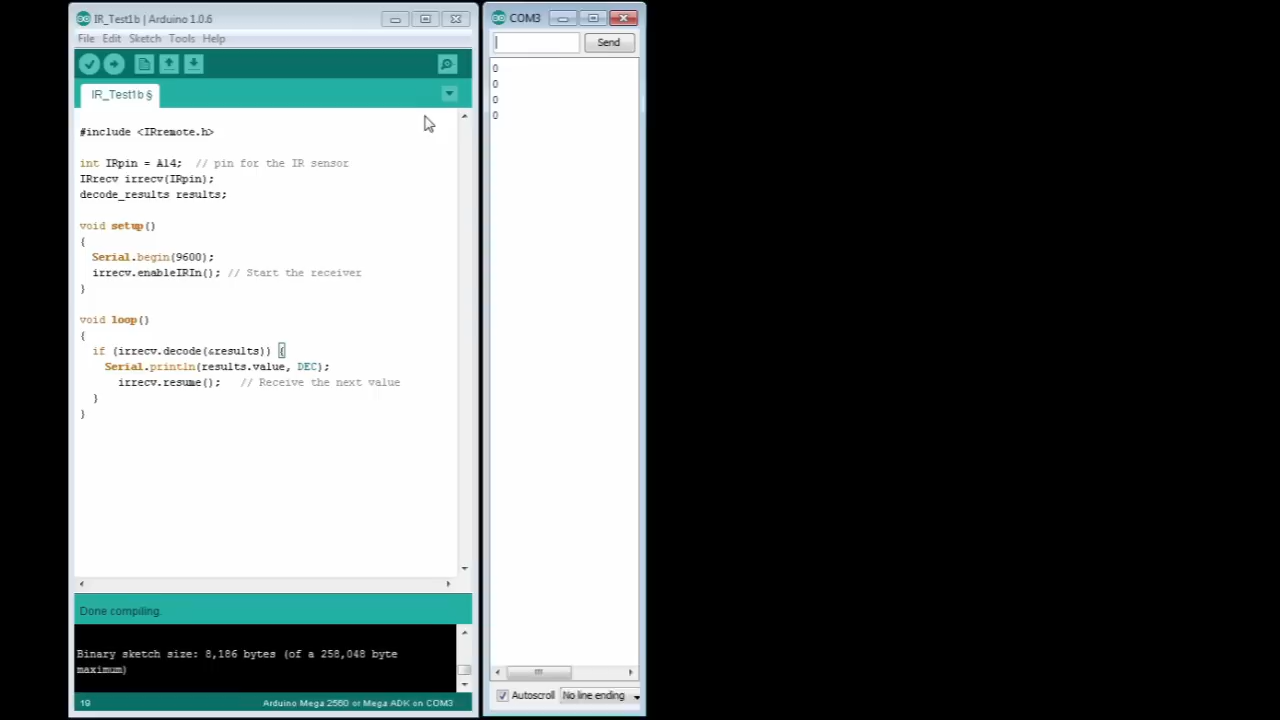 IR_Test1b | Arduino 1.0.6
File Edit Sketch Tools Help
IR_Test1b §
#include <IRremote.h>
int IRpin = A14;  // pin for the IR sensor
IRrecv irrecv(IRpin);
decode_results results;
void setup()
{
  Serial.begin(9600);
  irrecv.enableIRIn(); // Start the receiver
}
void loop()
{
  if (irrecv.decode(&results)) {
    Serial.println(results.value, DEC);
      irrecv.resume();   // Receive the next value
  }
}
Done compiling.
Binary sketch size: 8,186 bytes (of a 258,048 byte
maximum)
19
Arduino Mega 2560 or Mega ADK on COM3
COM3
Send
0
0
0
0
Autoscroll
No line ending